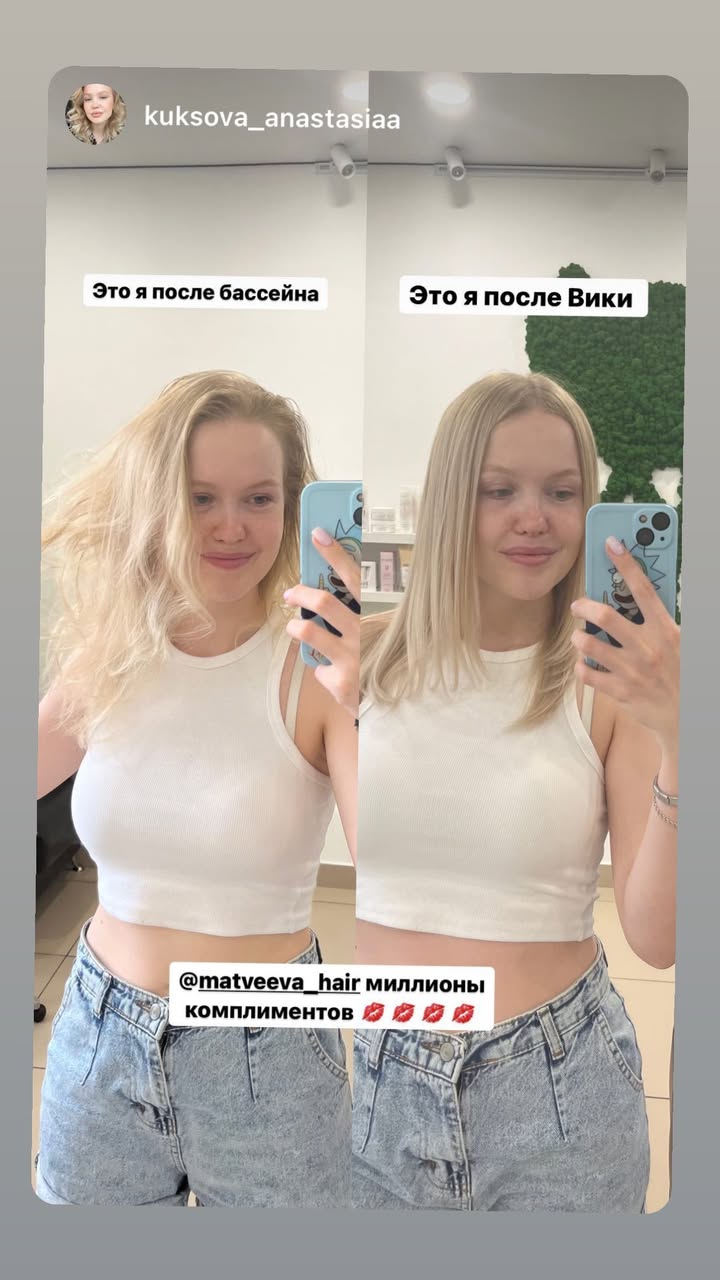 kuksova_anastasiaa
Это я после бассейна
Это я после Вики
@matveeva_hair миллионы
комплиментов 💋 💋 💋 💋